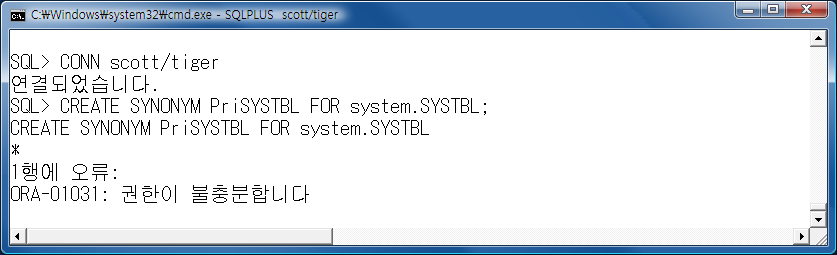 C:₩Windows₩system32₩cmd.exe - SQLPLUS scott/tiger
SQL> CONN scott/tiger
연결되었습니다.
SQL> CREATE SYNONYM PriSYSTBL FOR system.SYSTBL;
CREATE SYNONYM PriSYSTBL FOR system.SYSTBL
*
1행에 오류:
ORA-01031: 권한이 불충분합니다